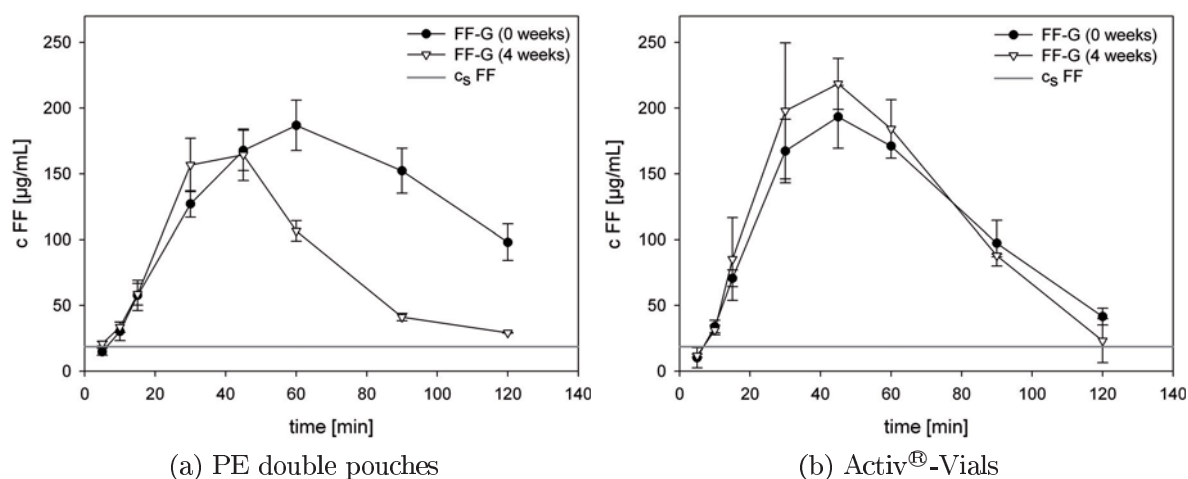 FF-G (0 weeks)
FF-G (4 weeks)
cS FF
250
200
150
100
50
0
c FF [µg/mL]
0 20 40 60 80 100 120 140
time [min]
(a) PE double pouches
FF-G (0 weeks)
FF-G (4 weeks)
cS FF
250
200
150
100
50
0
c FF [µg/mL]
0 20 40 60 80 100 120 140
time [min]
(b) Activ®-Vials